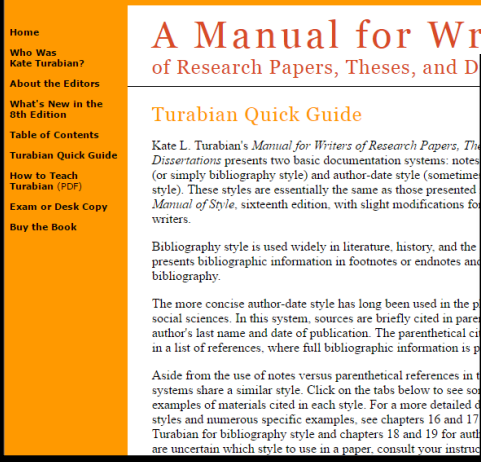 Home
Who Was
Kate Turabian?
About the Editors
What's New in the
8th Edition
Table of Contents
Turabian Quick Guide
How to Teach
Turabian (PDF)
Exam or Desk Copy
Buy the Book
A Manual for Wr
of Research Papers, Theses, and D
Turabian Quick Guide
Kate L. Turabian's Manual for Writers of Research Papers, The
Dissertations presents two basic documentation systems: notes
(or simply bibliography style) and author-date style (sometimes
style). These styles are essentially the same as those presented
Manual of Style, sixteenth edition, with slight modifications fo
writers.
Bibliography style is used widely in literature, history, and the
presents bibliographic information in footnotes or endnotes and
bibliography.
The more concise author-date style has long been used in the p
social sciences. In this system, sources are briefly cited in paren
author's last name and date of publication. The parenthetical cit
in a list of references, where full bibliographic information is p
Aside from the use of notes versus parenthetical references in t
systems share a similar style. Click on the tabs below to see so
examples of materials cited in each style. For a more detailed d
styles and numerous specific examples, see chapters 16 and 17
Turabian for bibliography style and chapters 18 and 19 for auth
are uncertain which style to use in a paper, consult your instruc